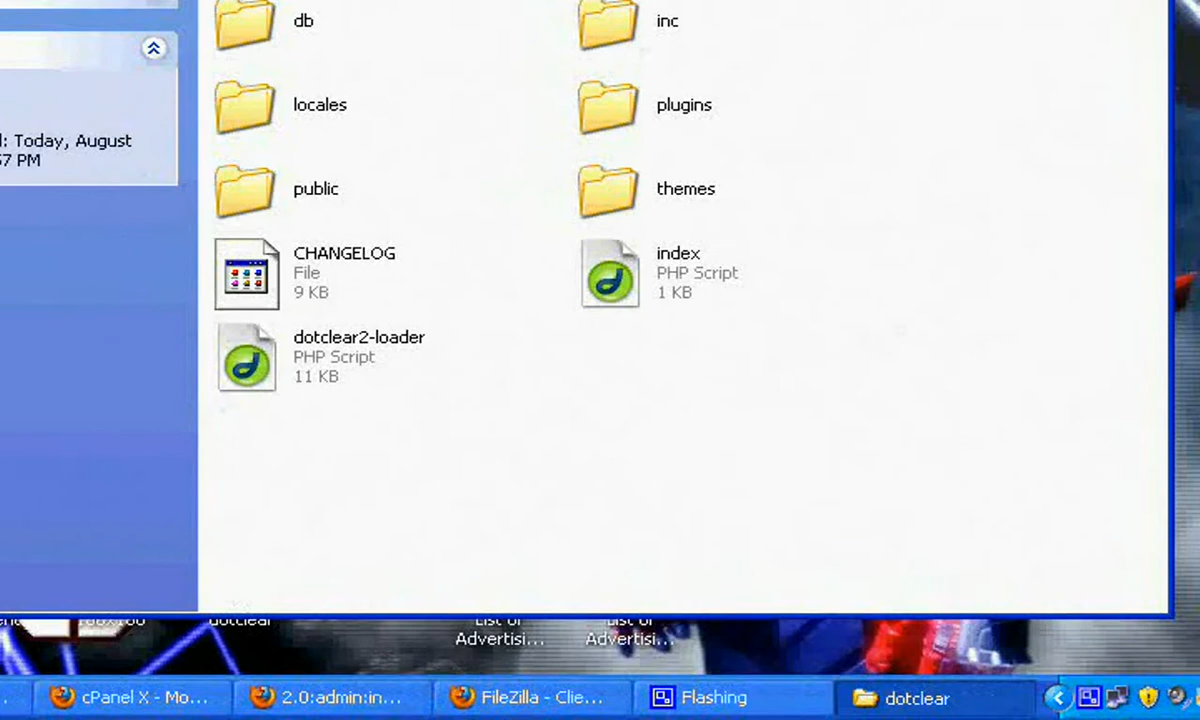 db
inc
locales
plugins
: Today, August
57 PM
public
themes
CHANGELOG
File
9 KB
index
PHP Script
1 KB
dotclear2-loader
PHP Script
11 KB
dotclear
List of
Advertisi...
List of
Advertisi...
cPanel X - Mo...
2.0:admin:in...
FileZilla - Clie...
Flashing
dotclear